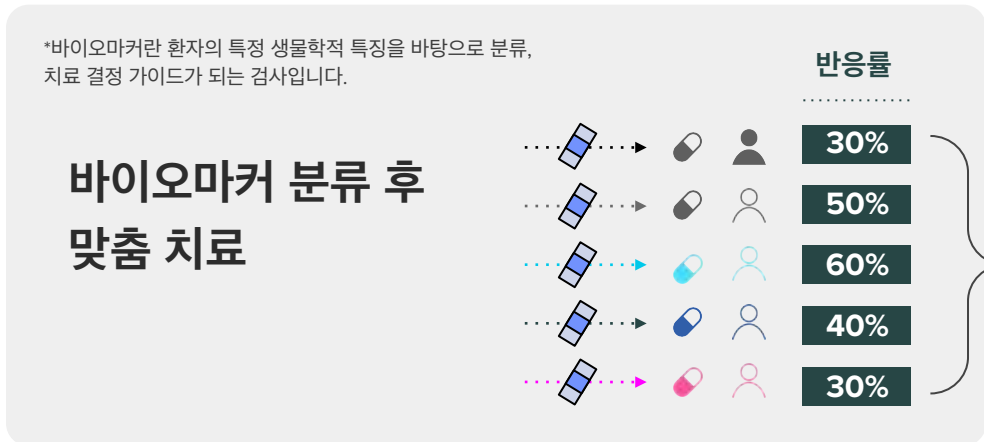 *바이오마커란 환자의 특정 생물학적 특징을 바탕으로 분류,
치료 결정 가이드가 되는 검사입니다.
반응률
바이오마커 분류 후
맞춤 치료
30%
50%
60%
40%
30%